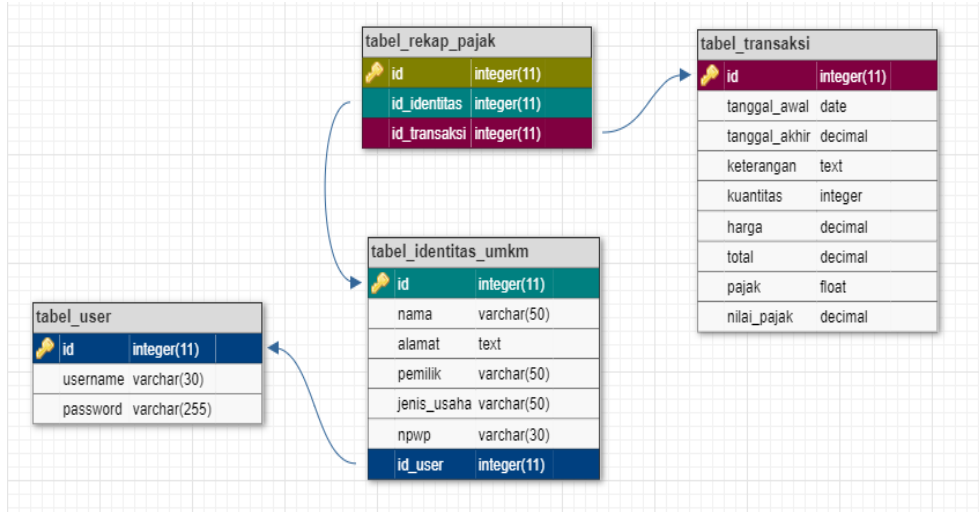 tabel_rekap_pajak
id integer(11)
id_identitas integer(11)
id_transaksi integer(11)
tabel_transaksi
id integer(11)
tanggal_awal date
tanggal_akhir decimal
keterangan text
kuantitas integer
harga decimal
total decimal
pajak float
nilai_pajak decimal
tabel_identitas_umkm
id integer(11)
nama varchar(50)
alamat text
pemilik varchar(50)
jenis_usaha varchar(50)
npwp varchar(30)
id_user integer(11)
tabel_user
id integer(11)
username varchar(30)
password varchar(255)